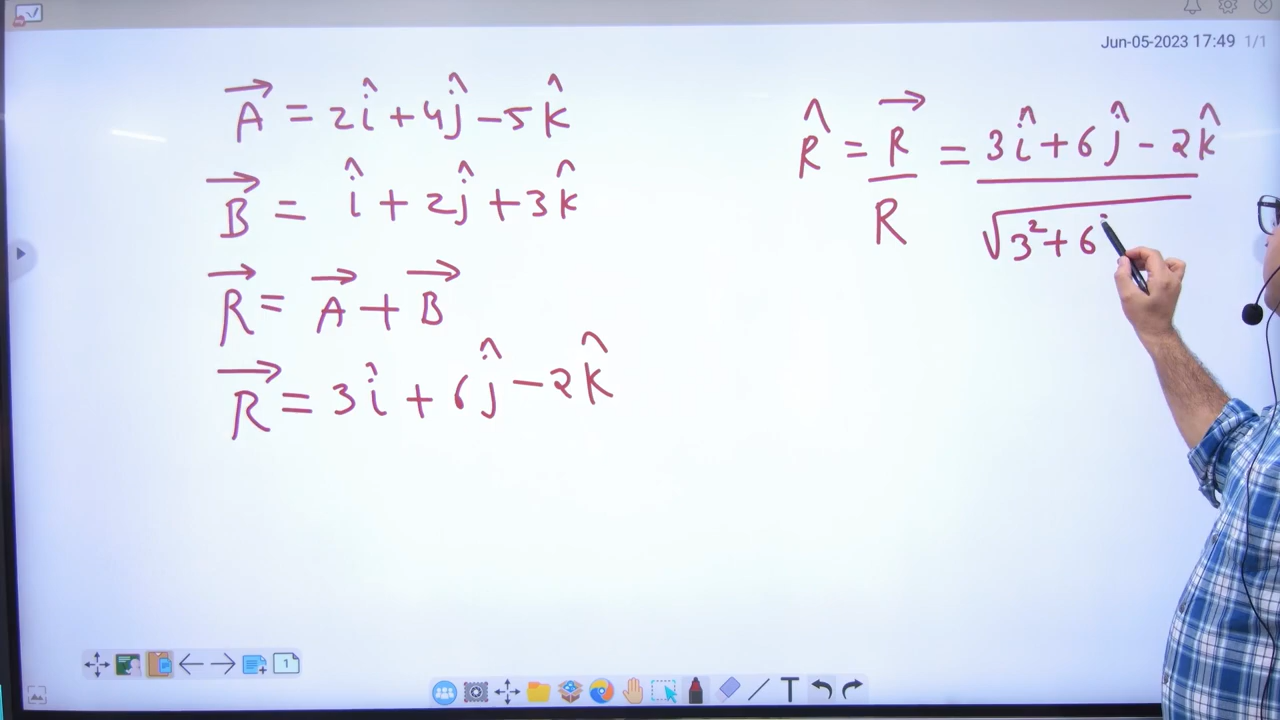 Jun-05-2023 17:49 1/1
A⃗ = 2î + 4ĵ - 5k̂
B⃗ = î + 2ĵ + 3k̂
R⃗ = A⃗ + B⃗
R⃗ = 3î + 6ĵ - 2k̂
R̂ = R⃗/R = (3î + 6ĵ - 2k̂)/√(3² + 6
1
T